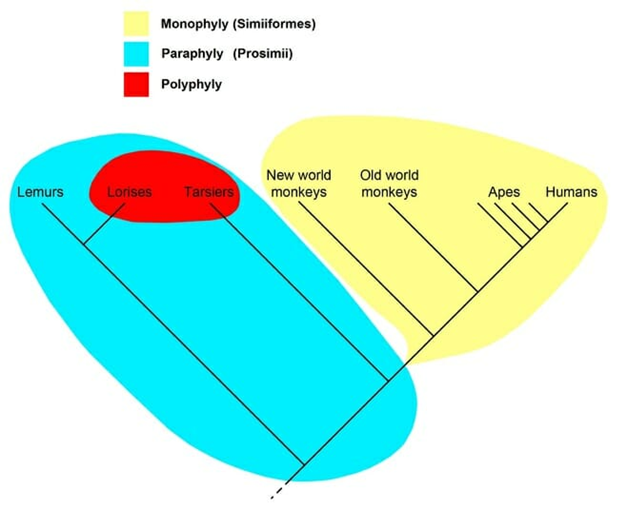 Monophyly (Simiiformes)
Paraphyly (Prosimii)
Polyphyly
Lemurs
Lorises
Tarsiers
New world
monkeys
Old world
monkeys
Apes
Humans